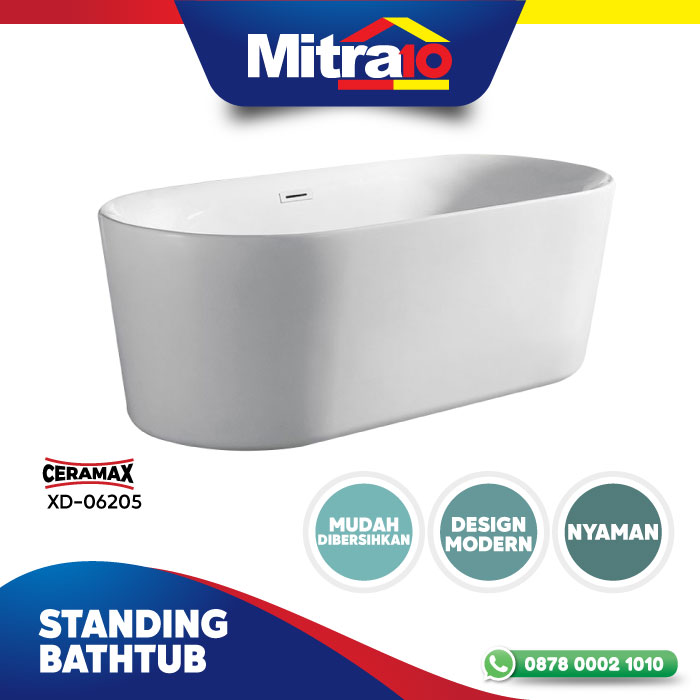 Mitra10
CERAMAX
XD-06205
MUDAH
DIBERSIHKAN
DESIGN
MODERN
NYAMAN
STANDING
BATHTUB
0878 0002 1010